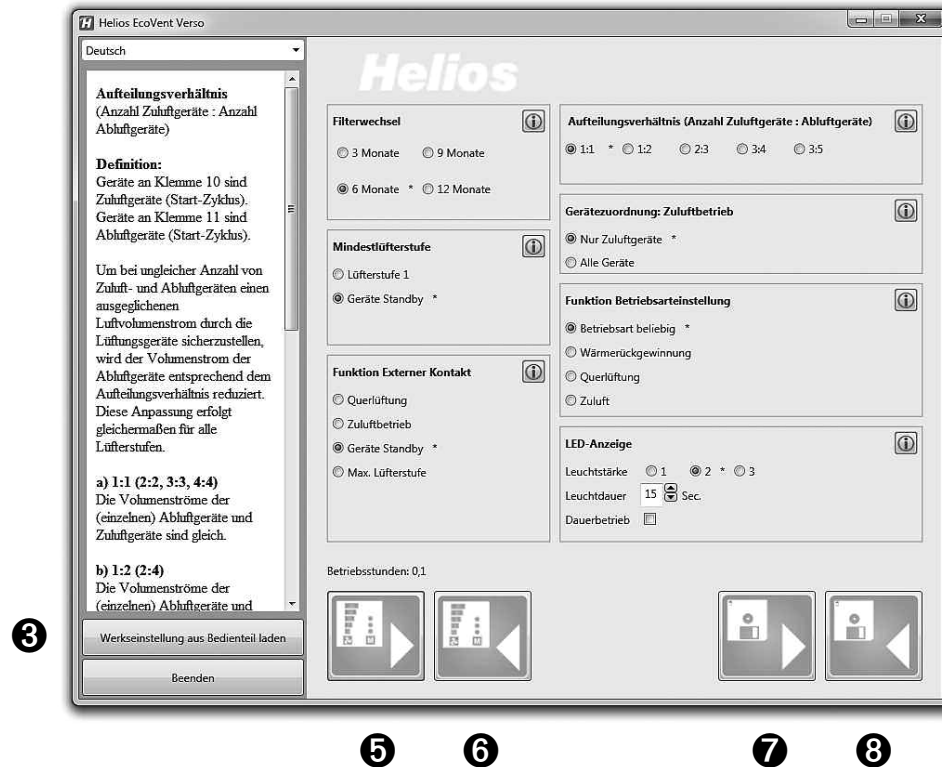 Helios EcoVent Verso
Deutsch
Aufteilungsverhältnis
(Anzahl Zuluftgeräte : Anzahl
Abluftgeräte)
Definition:
Geräte an Klemme 10 sind
Zuluftgeräte (Start-Zyklus).
Geräte an Klemme 11 sind
Abluftgeräte (Start-Zyklus).
Um bei ungleicher Anzahl von
Zuluft- und Abluftgeräten einen
ausgeglichenen
Luftvolumenstrom durch die
Lüftungsgeräte sicherzustellen,
wird der Volumenstrom der
Abluftgeräte entsprechend dem
Aufteilungsverhältnis reduziert.
Diese Anpassung erfolgt
gleichermaßen für alle
Lüfterstufen.
a) 1:1 (2:2, 3:3, 4:4)
Die Volumenströme der
(einzelnen) Abluftgeräte und
Zuluftgeräte sind gleich.
b) 1:2 (2:4)
Die Volumenströme der
(einzelnen) Abluftgeräte und
❸
Werkseinstellung aus Bedienteil laden
Beenden
Helios
Filterwechsel
3 Monate 9 Monate
6 Monate * 12 Monate
Mindestlüfterstufe
Lüfterstufe 1
Geräte Standby *
Funktion Externer Kontakt
Querlüftung
Zuluftbetrieb
Geräte Standby *
Max. Lüfterstufe
Aufteilungsverhältnis (Anzahl Zuluftgeräte : Abluftgeräte)
1:1 * 1:2 2:3 3:4 3:5
Gerätezuordnung: Zuluftbetrieb
Nur Zuluftgeräte *
Alle Geräte
Funktion Betriebsarteinstellung
Betriebsart beliebig *
Wärmerückgewinnung
Querlüftung
Zuluft
LED-Anzeige
Leuchtstärke 1 2 * 3
Leuchtdauer 15 Sec.
Dauerbetrieb
Betriebsstunden: 0,1
❺ ❻ ❼ ❽